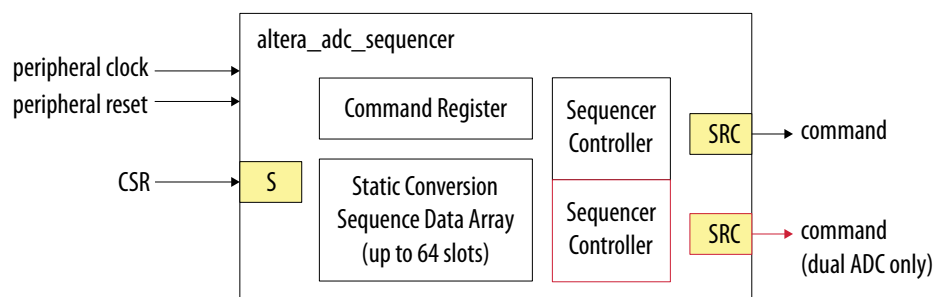 altera_adc_sequencer
peripheral clock
peripheral reset
Command Register
Sequencer
Controller
SRC
command
CSR
S
Static Conversion
Sequence Data Array
(up to 64 slots)
Sequencer
Controller
SRC
command
(dual ADC only)